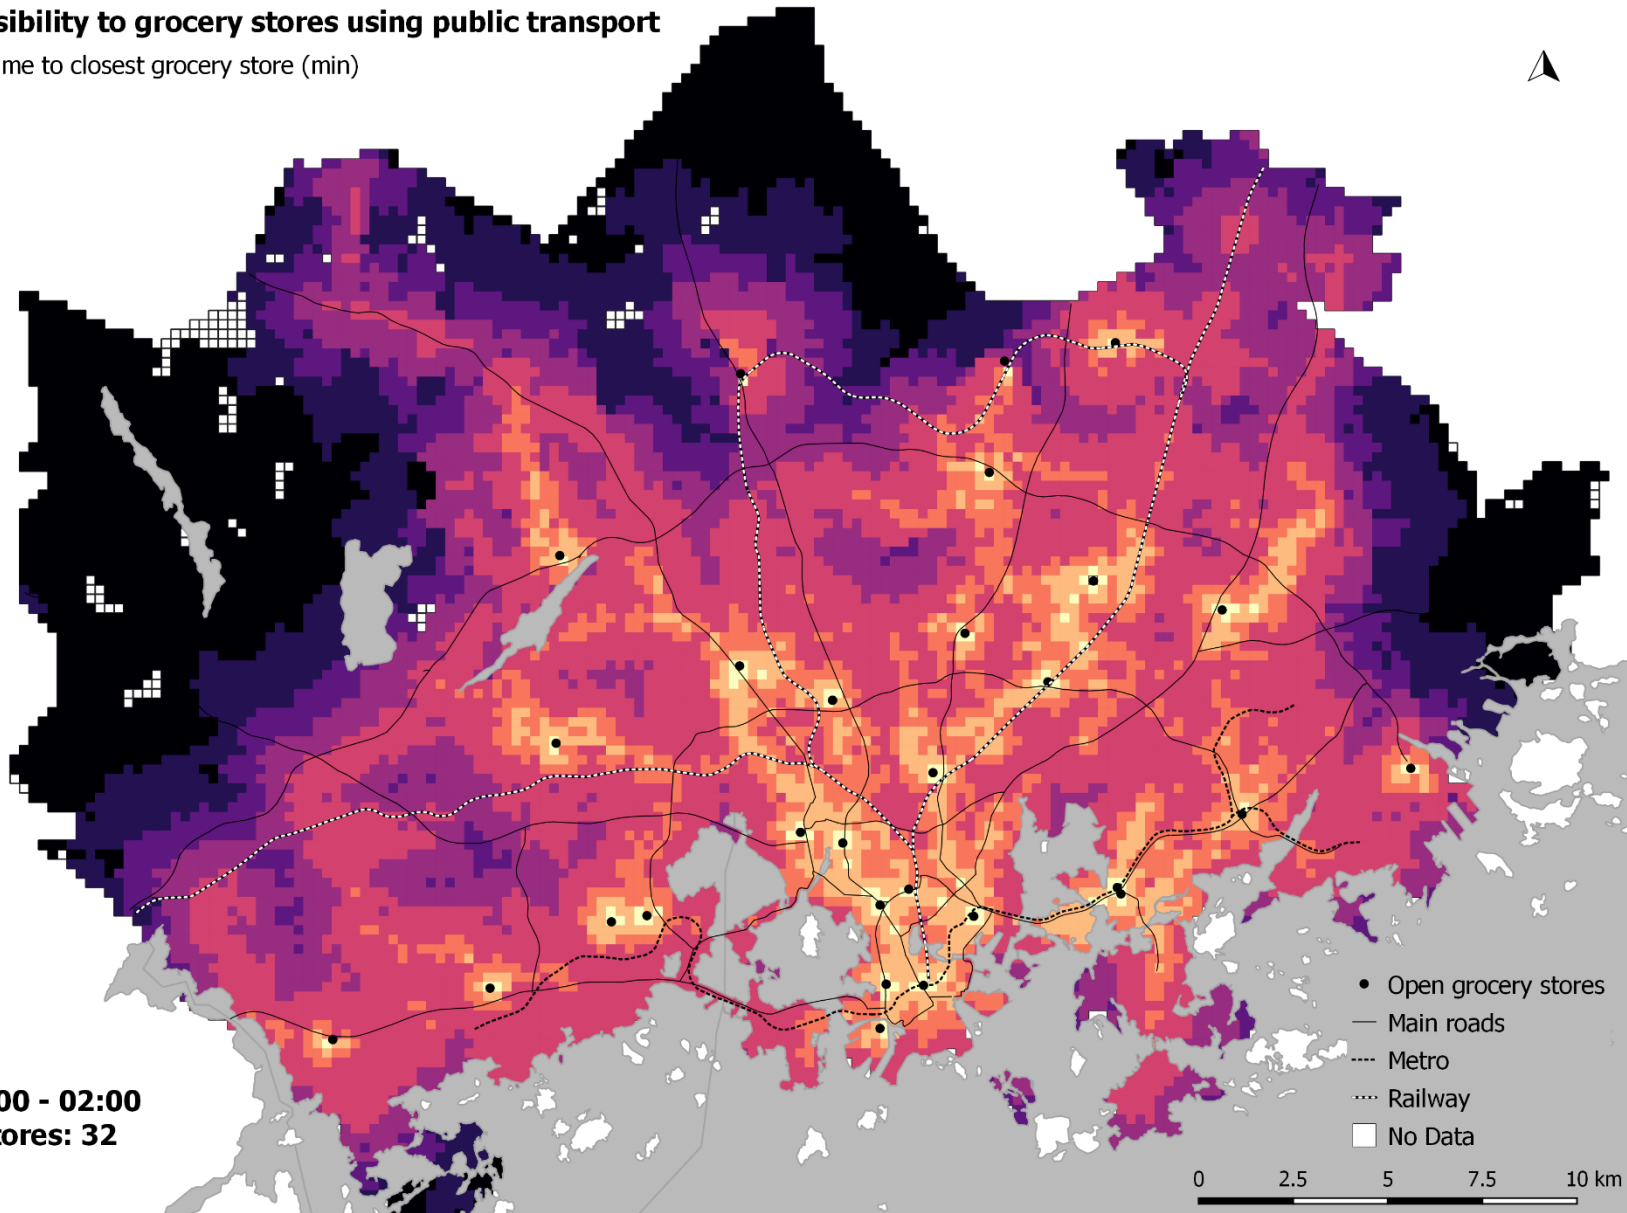 sibility to grocery stores using public transport
me to closest grocery store (min)
Open grocery stores
Main roads
Metro
Railway
No Data
00 - 02:00
tores: 32
0 2.5 5 7.5 10 km